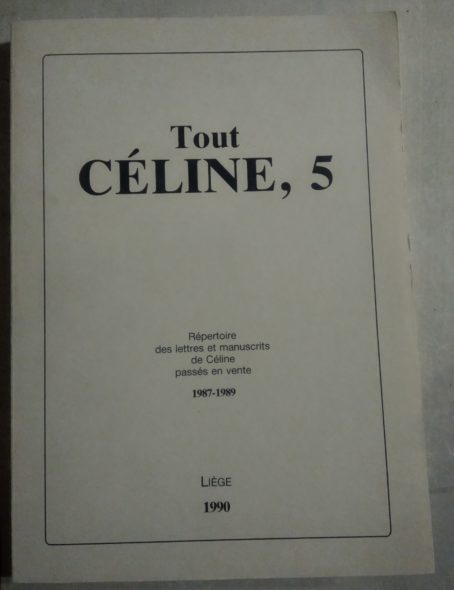 Tout
CÉLINE, 5
Répertoire
des lettres et manuscrits
de Céline
passés en vente
1987-1989
LIÈGE
1990